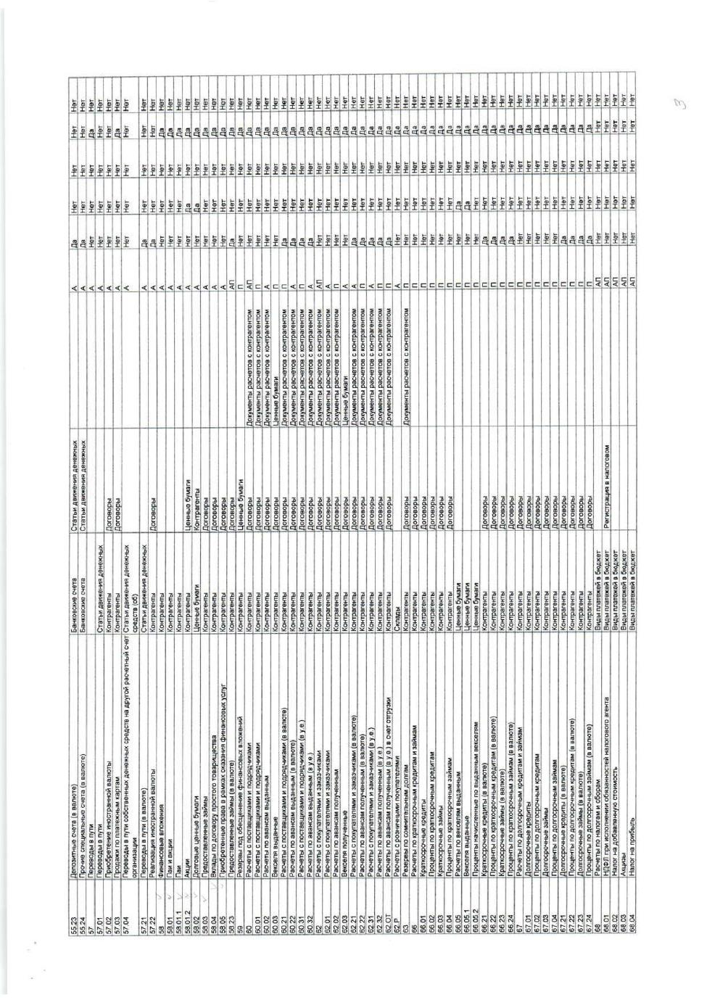 55.23 Депозитные счета (в валюте) Банковские счета Статьи движения денежных А Да Нет Нет Нет Нет
55.24 Прочие специальные счета (в валюте) Банковские счета Статьи движения денежных А Да Нет Нет Нет Нет
57 Переводы в пути А Нет Нет Нет Да Нет
57.01 Переводы в пути Статьи движения денежных А Нет Нет Нет Нет Нет
57.02 Приобретение иностранной валюты Контрагенты Договоры А Нет Нет Нет Нет Нет
57.03 Продажи по платежным картам Контрагенты Договоры А Нет Нет Нет Да Нет
57.04 Переводы в пути собственных денежных средств на другой расчетный счет Статьи движения денежных А Нет Нет Нет Нет Нет
организации средств (об)
57.21 Переводы в пути (в валюте) Статьи движения денежных А Да Нет Нет Нет Нет
57.22 Реализация иностранной валюты Контрагенты Договоры А Да Нет Нет Нет Нет
58 Финансовые вложения Контрагенты А Нет Нет Нет Да Нет
58.01 Паи и акции Контрагенты А Нет Нет Нет Да Нет
58.01.1 Паи Контрагенты А Нет Нет Нет Да Нет
58.01.2 Акции Контрагенты Ценные бумаги А Нет Да Нет Да Нет
58.02 Долговые ценные бумаги Ценные бумаги Контрагенты А Нет Да Нет Да Нет
58.03 Предоставленные займы Контрагенты Договоры А Нет Нет Нет Да Нет
58.04 Вклады по договору простого товарищества Контрагенты Договоры А Нет Нет Нет Да Нет
58.05 Приобретенные права в рамках оказания финансовых услуг Контрагенты Договоры А Нет Нет Нет Да Нет
58.23 Предоставленные займы (в валюте) Контрагенты Договоры АП Да Нет Нет Да Нет
59 Резервы под обесценение финансовых вложений Контрагенты Ценные бумаги П Нет Нет Нет Да Нет
60 Расчеты с поставщиками и подрядчиками Контрагенты Договоры Документы расчетов с контрагентом АП Нет Нет Нет Да Нет
60.01 Расчеты с поставщиками и подрядчиками Контрагенты Договоры Документы расчетов с контрагентом П Нет Нет Нет Да Нет
60.02 Расчеты по авансам выданным Контрагенты Договоры Документы расчетов с контрагентом А Нет Нет Нет Да Нет
60.03 Векселя выданные Контрагенты Договоры Ценные бумаги П Нет Нет Нет Да Нет
60.21 Расчеты с поставщиками и подрядчиками (в валюте) Контрагенты Договоры Документы расчетов с контрагентом П Да Нет Нет Да Нет
60.22 Расчеты по авансам выданным (в валюте) Контрагенты Договоры Документы расчетов с контрагентом А Да Нет Нет Да Нет
60.31 Расчеты с поставщиками и подрядчиками (в у.е.) Контрагенты Договоры Документы расчетов с контрагентом П Да Нет Нет Да Нет
60.32 Расчеты по авансам выданным (в у.е.) Контрагенты Договоры Документы расчетов с контрагентом А Да Нет Нет Да Нет
62 Расчеты с покупателями и заказчиками Контрагенты Договоры Документы расчетов с контрагентом АП Нет Нет Нет Да Нет
62.01 Расчеты с покупателями и заказчиками Контрагенты Договоры Документы расчетов с контрагентом А Нет Нет Нет Да Нет
62.02 Расчеты по авансам полученным Контрагенты Договоры Документы расчетов с контрагентом П Нет Нет Нет Да Нет
62.03 Векселя полученные Контрагенты Договоры Ценные бумаги А Нет Нет Нет Да Нет
62.21 Расчеты с покупателями и заказчиками (в валюте) Контрагенты Договоры Документы расчетов с контрагентом А Да Нет Нет Да Нет
62.22 Расчеты по авансам полученным (в валюте) Контрагенты Договоры Документы расчетов с контрагентом П Да Нет Нет Да Нет
62.31 Расчеты с покупателями и заказчиками (в у.е.) Контрагенты Договоры Документы расчетов с контрагентом А Да Нет Нет Да Нет
62.32 Расчеты по авансам полученным (в у.е.) Контрагенты Договоры Документы расчетов с контрагентом П Да Нет Нет Да Нет
62.ОТ Расчеты по авансам полученным (в у.е.) в счет отгрузки Контрагенты Договоры Документы расчетов с контрагентом П Да Нет Нет Да Нет
62.Р Расчеты с розничными покупателями Склады А Нет Нет Нет Да Нет
63 Резервы по сомнительным долгам Контрагенты Договоры Документы расчетов с контрагентом П Нет Нет Нет Да Нет
66 Расчеты по краткосрочным кредитам и займам Контрагенты Договоры П Нет Нет Нет Да Нет
66.01 Краткосрочные кредиты Контрагенты Договоры П Нет Нет Нет Да Нет
66.02 Проценты по краткосрочным кредитам Контрагенты Договоры П Нет Нет Нет Да Нет
66.03 Краткосрочные займы Контрагенты Договоры П Нет Нет Нет Да Нет
66.04 Проценты по краткосрочным займам Контрагенты Договоры П Нет Нет Нет Да Нет
66.05 Расчеты по векселям выданным Ценные бумаги П Нет Да Нет Да Нет
66.05.1 Векселя выданные Ценные бумаги П Нет Да Нет Да Нет
66.05.2 Проценты начисленные по выданным векселям Ценные бумаги П Нет Нет Нет Да Нет
66.21 Краткосрочные кредиты (в валюте) Контрагенты Договоры П Да Нет Нет Да Нет
66.22 Проценты по краткосрочным кредитам (в валюте) Контрагенты Договоры П Да Нет Нет Да Нет
66.23 Краткосрочные займы (в валюте) Контрагенты Договоры П Да Нет Нет Да Нет
66.24 Проценты по краткосрочным займам (в валюте) Контрагенты Договоры П Да Нет Нет Да Нет
67 Расчеты по долгосрочным кредитам и займам Контрагенты Договоры П Нет Нет Нет Да Нет
67.01 Долгосрочные кредиты Контрагенты Договоры П Нет Нет Нет Да Нет
67.02 Проценты по долгосрочным кредитам Контрагенты Договоры П Нет Нет Нет Да Нет
67.03 Долгосрочные займы Контрагенты Договоры П Нет Нет Нет Да Нет
67.04 Проценты по долгосрочным займам Контрагенты Договоры П Нет Нет Нет Да Нет
67.21 Долгосрочные кредиты (в валюте) Контрагенты Договоры П Да Нет Нет Да Нет
67.22 Проценты по долгосрочным кредитам (в валюте) Контрагенты Договоры П Да Нет Нет Да Нет
67.23 Долгосрочные займы (в валюте) Контрагенты Договоры П Да Нет Нет Да Нет
67.24 Проценты по долгосрочным займам (в валюте) Контрагенты Договоры П Да Нет Нет Да Нет
68 Расчеты по налогам и сборам Виды платежей в бюджет АП Нет Нет Нет Нет Нет
68.01 НДФЛ при исполнении обязанностей налогового агента Виды платежей в бюджет Регистрация в налоговом АП Нет Нет Нет Нет Нет
68.02 Налог на добавленную стоимость Виды платежей в бюджет АП Нет Нет Нет Нет Нет
68.03 Акцизы Виды платежей в бюджет АП Нет Нет Нет Нет Нет
68.04 Налог на прибыль Виды платежей в бюджет АП Нет Нет Нет Нет Нет
3